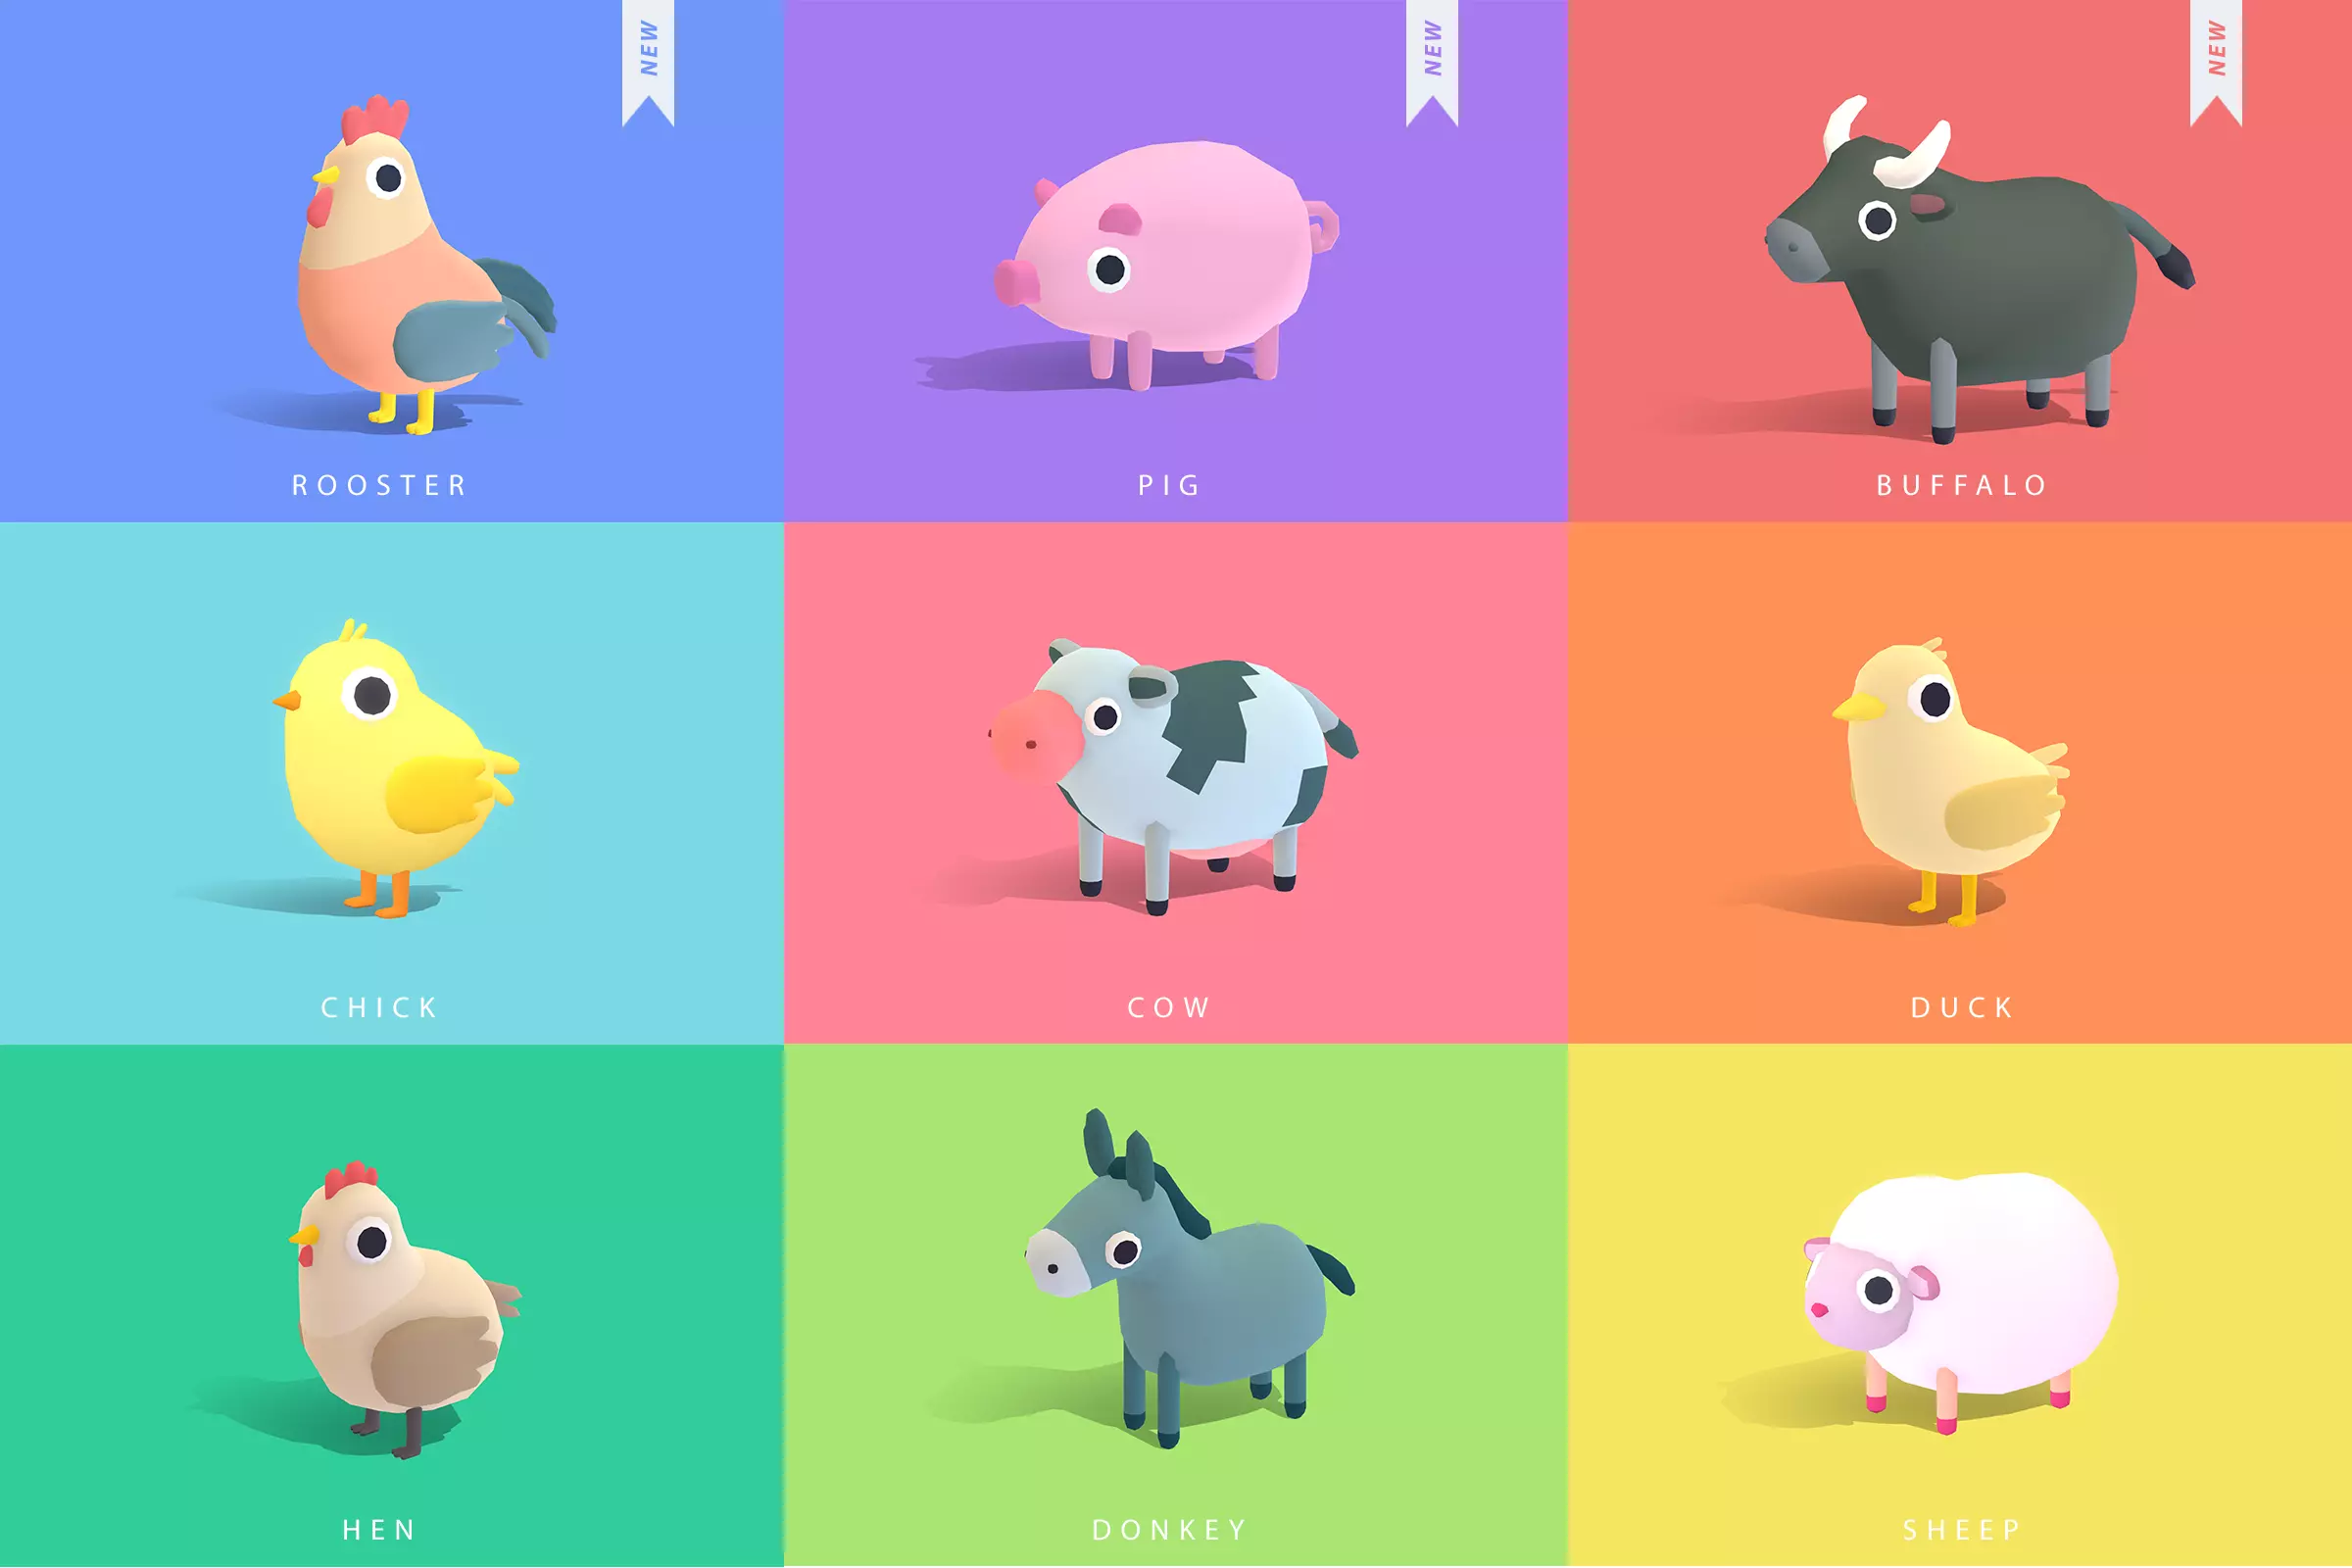 NEW
NEW
NEW
ROOSTER
PIG
BUFFALO
CHICK
COW
DUCK
HEN
DONKEY
SHEEP